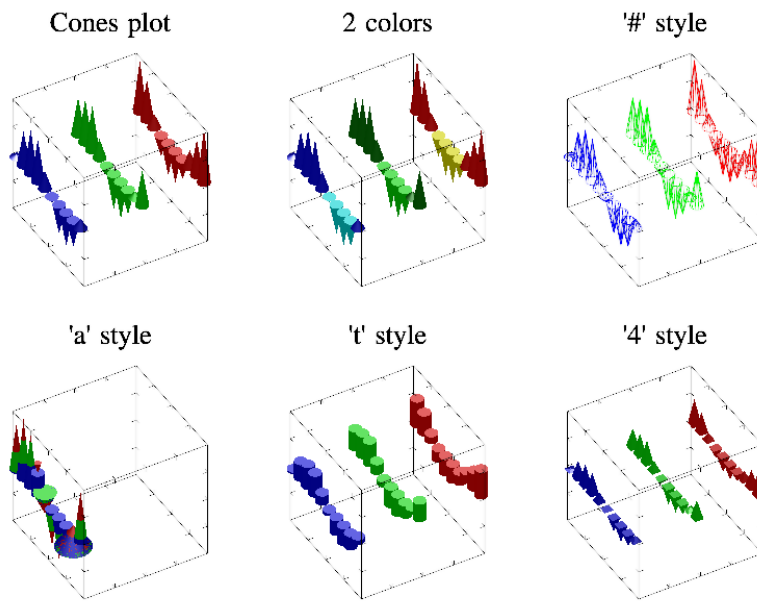 Cones plot
2 colors
'#' style
'a' style
't' style
'4' style